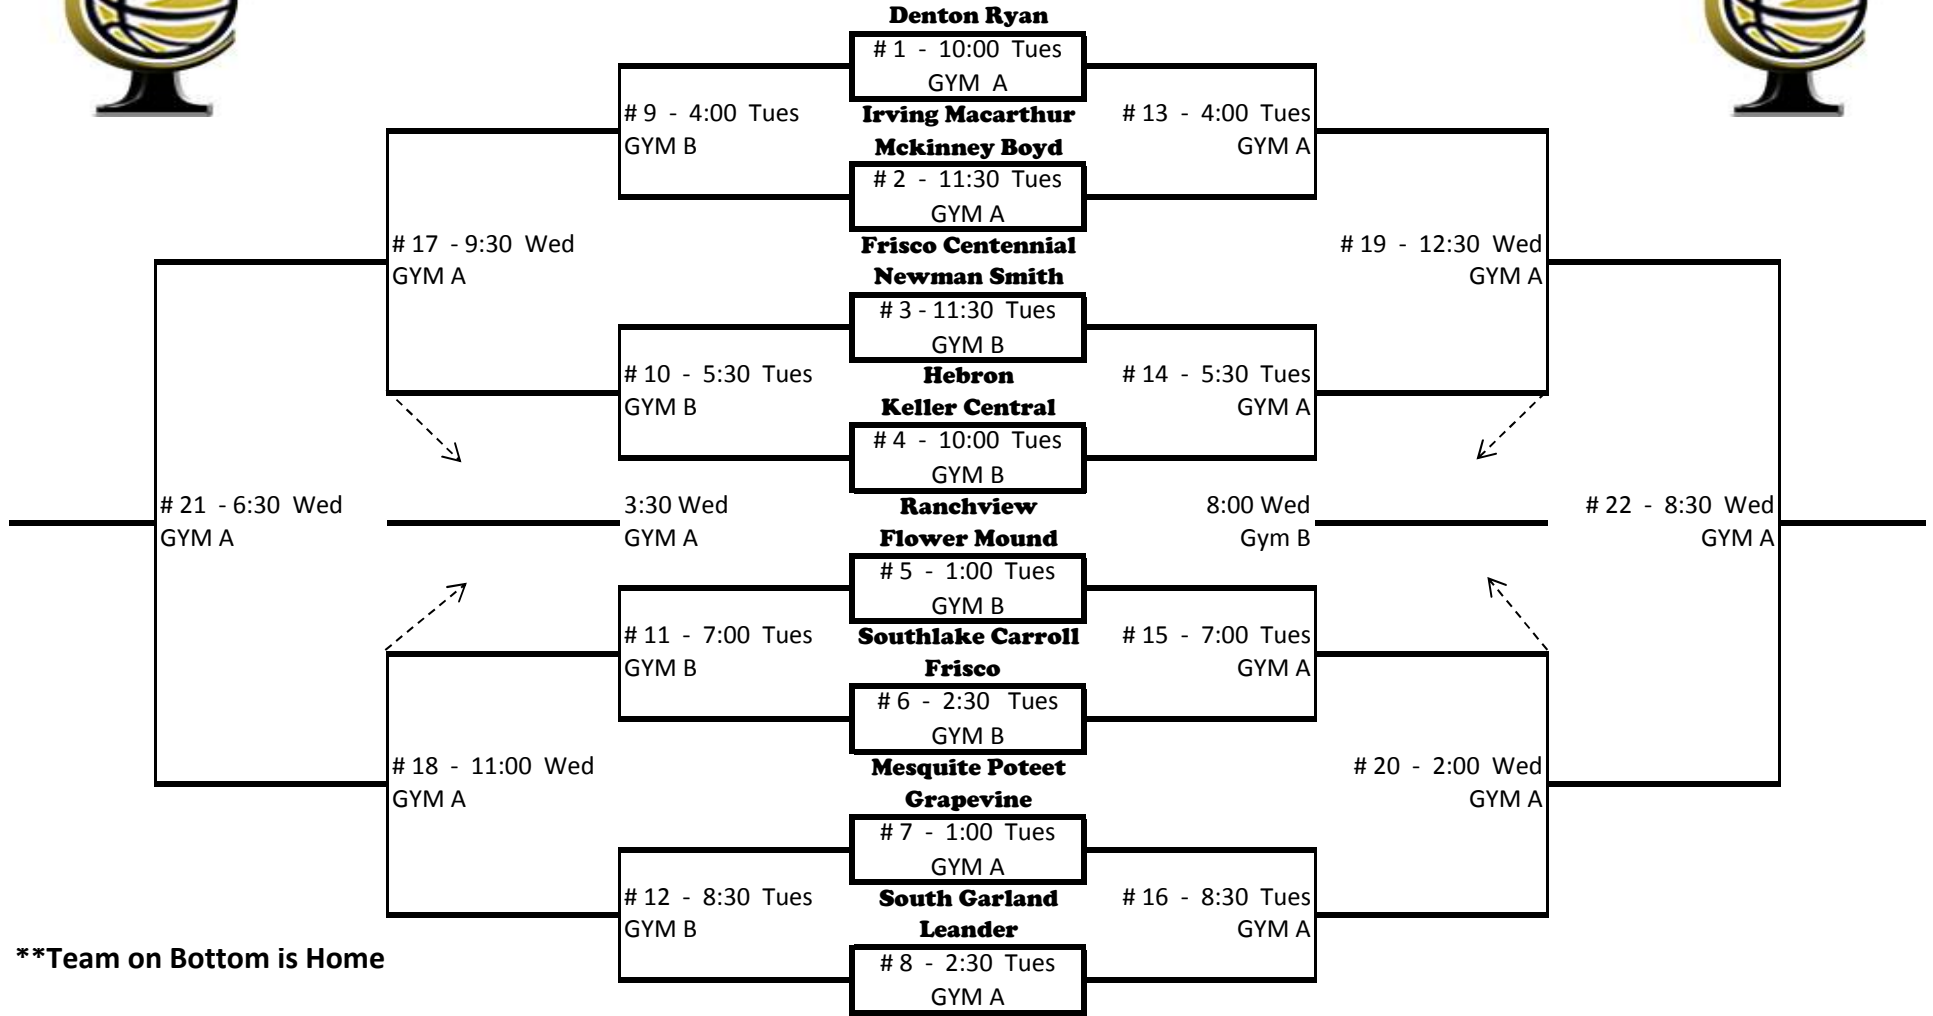 Denton Ryan
# 1 - 10:00 Tues
GYM A
# 9 - 4:00 Tues
GYM B
Irving Macarthur
# 13 - 4:00 Tues
GYM A
Mckinney Boyd
# 2 - 11:30 Tues
GYM A
# 17 - 9:30 Wed
GYM A
Frisco Centennial
# 19 - 12:30 Wed
GYM A
Newman Smith
# 3 - 11:30 Tues
GYM B
# 10 - 5:30 Tues
GYM B
Hebron
# 14 - 5:30 Tues
GYM A
Keller Central
# 4 - 10:00 Tues
GYM B
# 21 - 6:30 Wed
GYM A
3:30 Wed
GYM A
Ranchview
8:00 Wed
Gym B
# 22 - 8:30 Wed
GYM A
Flower Mound
# 5 - 1:00 Tues
GYM B
# 11 - 7:00 Tues
GYM B
Southlake Carroll
# 15 - 7:00 Tues
GYM A
Frisco
# 6 - 2:30 Tues
GYM B
# 18 - 11:00 Wed
GYM A
Mesquite Poteet
# 20 - 2:00 Wed
GYM A
Grapevine
# 7 - 1:00 Tues
GYM A
# 12 - 8:30 Tues
GYM B
South Garland
# 16 - 8:30 Tues
GYM A
Leander
# 8 - 2:30 Tues
GYM A
**Team on Bottom is Home